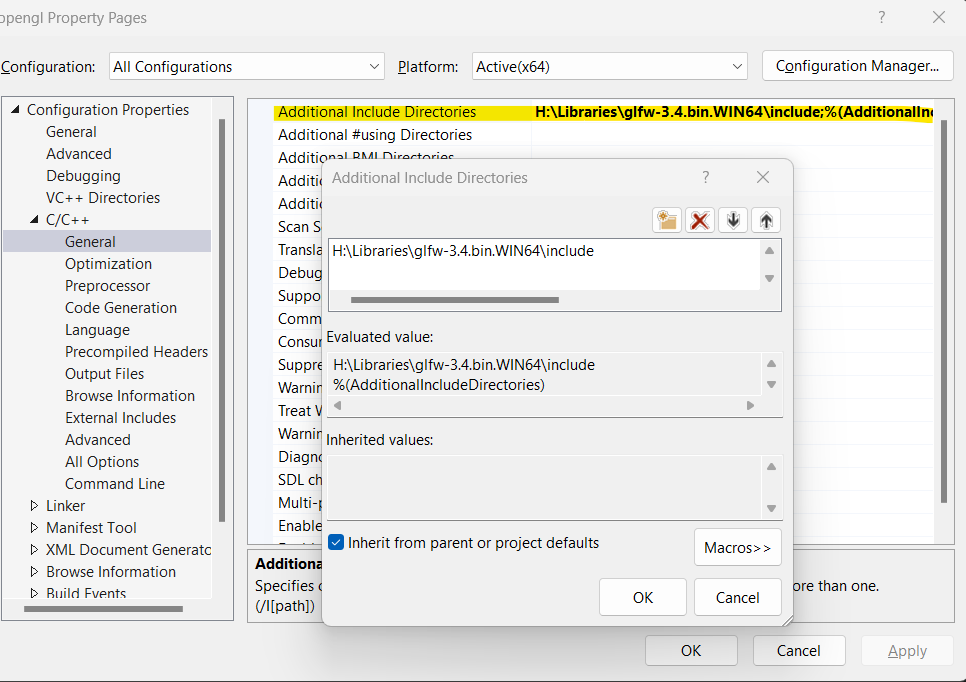 opengl Property Pages
?
Configuration: All Configurations Platform: Active(x64) Configuration Manager...
Configuration Properties
General
Advanced
Debugging
VC++ Directories
C/C++
General
Optimization
Preprocessor
Code Generation
Language
Precompiled Headers
Output Files
Browse Information
External Includes
Advanced
All Options
Command Line
Linker
Manifest Tool
XML Document Generato
Browse Information
Build Events
Additional Include Directories H:\Libraries\glfw-3.4.bin.WIN64\include;%(AdditionalInc
Additional #using Directories
Additional BMI Directories
Additi
Additi
Scan S
Transla
Debug
Suppo
Comm
Consu
Suppre
Warnin
Treat W
Warnin
Diagno
SDL ch
Multi-p
Enable
Additiona
Specifies o
ore than one.
(/I[path])
Additional Include Directories
?
H:\Libraries\glfw-3.4.bin.WIN64\include
Evaluated value:
H:\Libraries\glfw-3.4.bin.WIN64\include
%(AdditionalIncludeDirectories)
Inherited values:
Inherit from parent or project defaults
Macros>>
OK Cancel
OK Cancel Apply